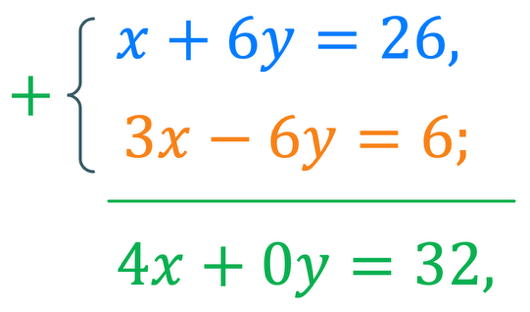 x + 6y = 26,
+
3x − 6y = 6;
4x + 0y = 32,